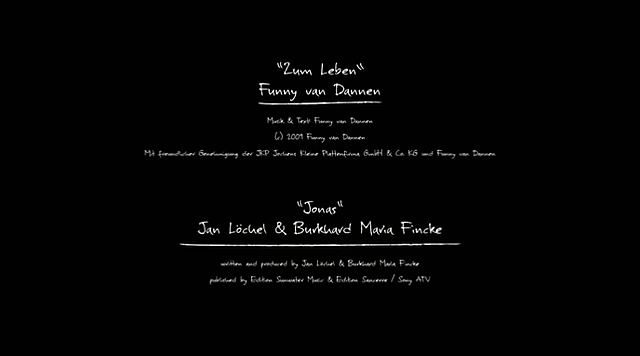 "Zum Leben"
Funny van Dannen
Musik & Text: Funny van Dannen
(c) 2009 Funny van Dannen
Mit freundlicher Genehmigung der JKP Jochens Kleine Plattenfirma GmbH & Co. KG und Funny van Dannen
"Jonas"
Jan Löchel & Burkhard Maria Fincke
written and produced by Jan Löchel & Burkhard Maria Fincke
published by Edition Sumwater Music & Edition Sancerre / Sony ATV